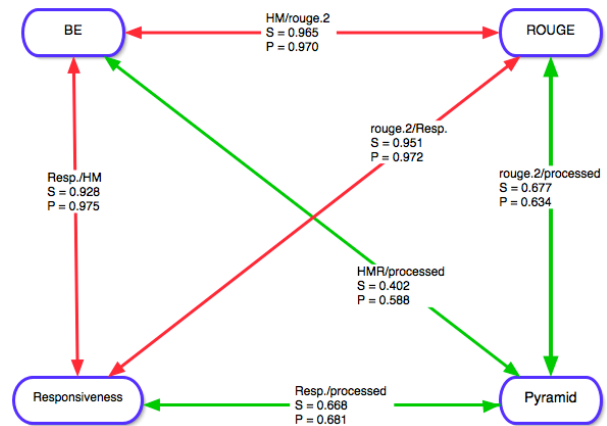 BE
HM/rouge.2
S = 0.965
P = 0.970
ROUGE
rouge.2/Resp.
S = 0.951
P = 0.972
Resp./HM
S = 0.928
P = 0.975
rouge.2/processed
S = 0.677
P = 0.634
HMR/processed
S = 0.402
P = 0.588
Responsiveness
Resp./processed
S = 0.668
P = 0.681
Pyramid